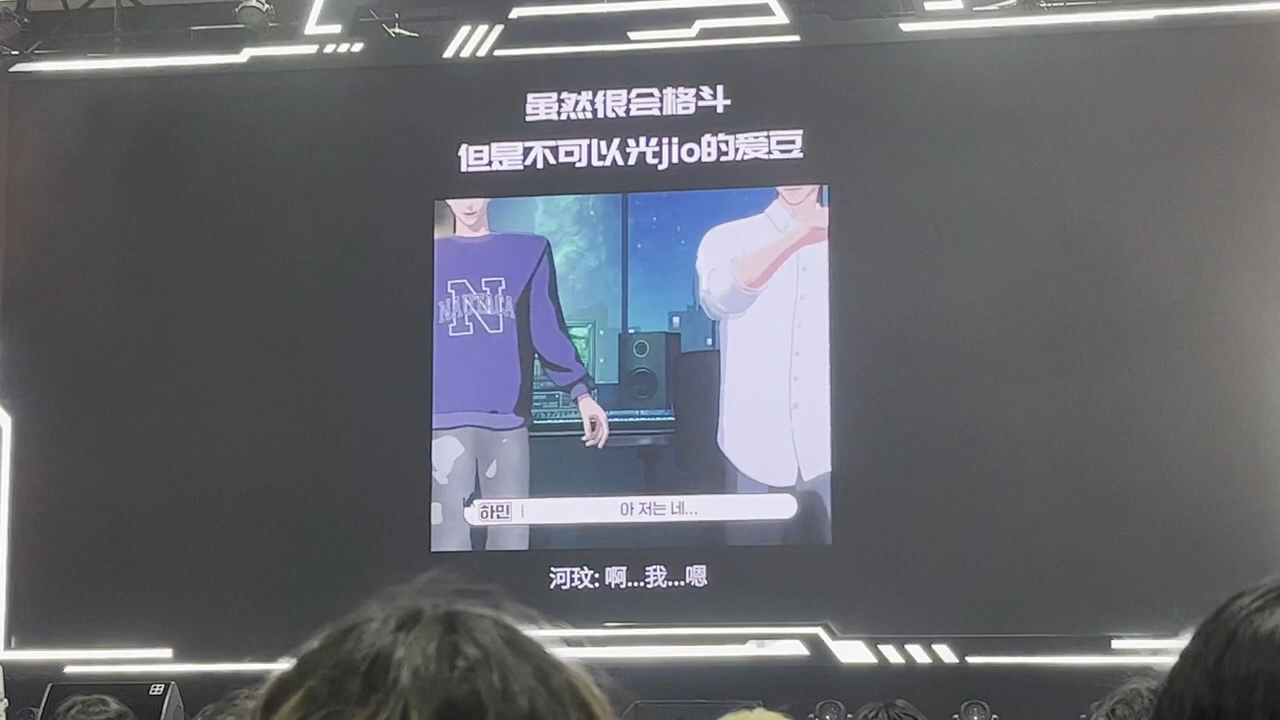 虽然很会格斗
但是不可以光jio的爱豆
N
하민 | 아 저는 네...
河玟: 啊...我...嗯